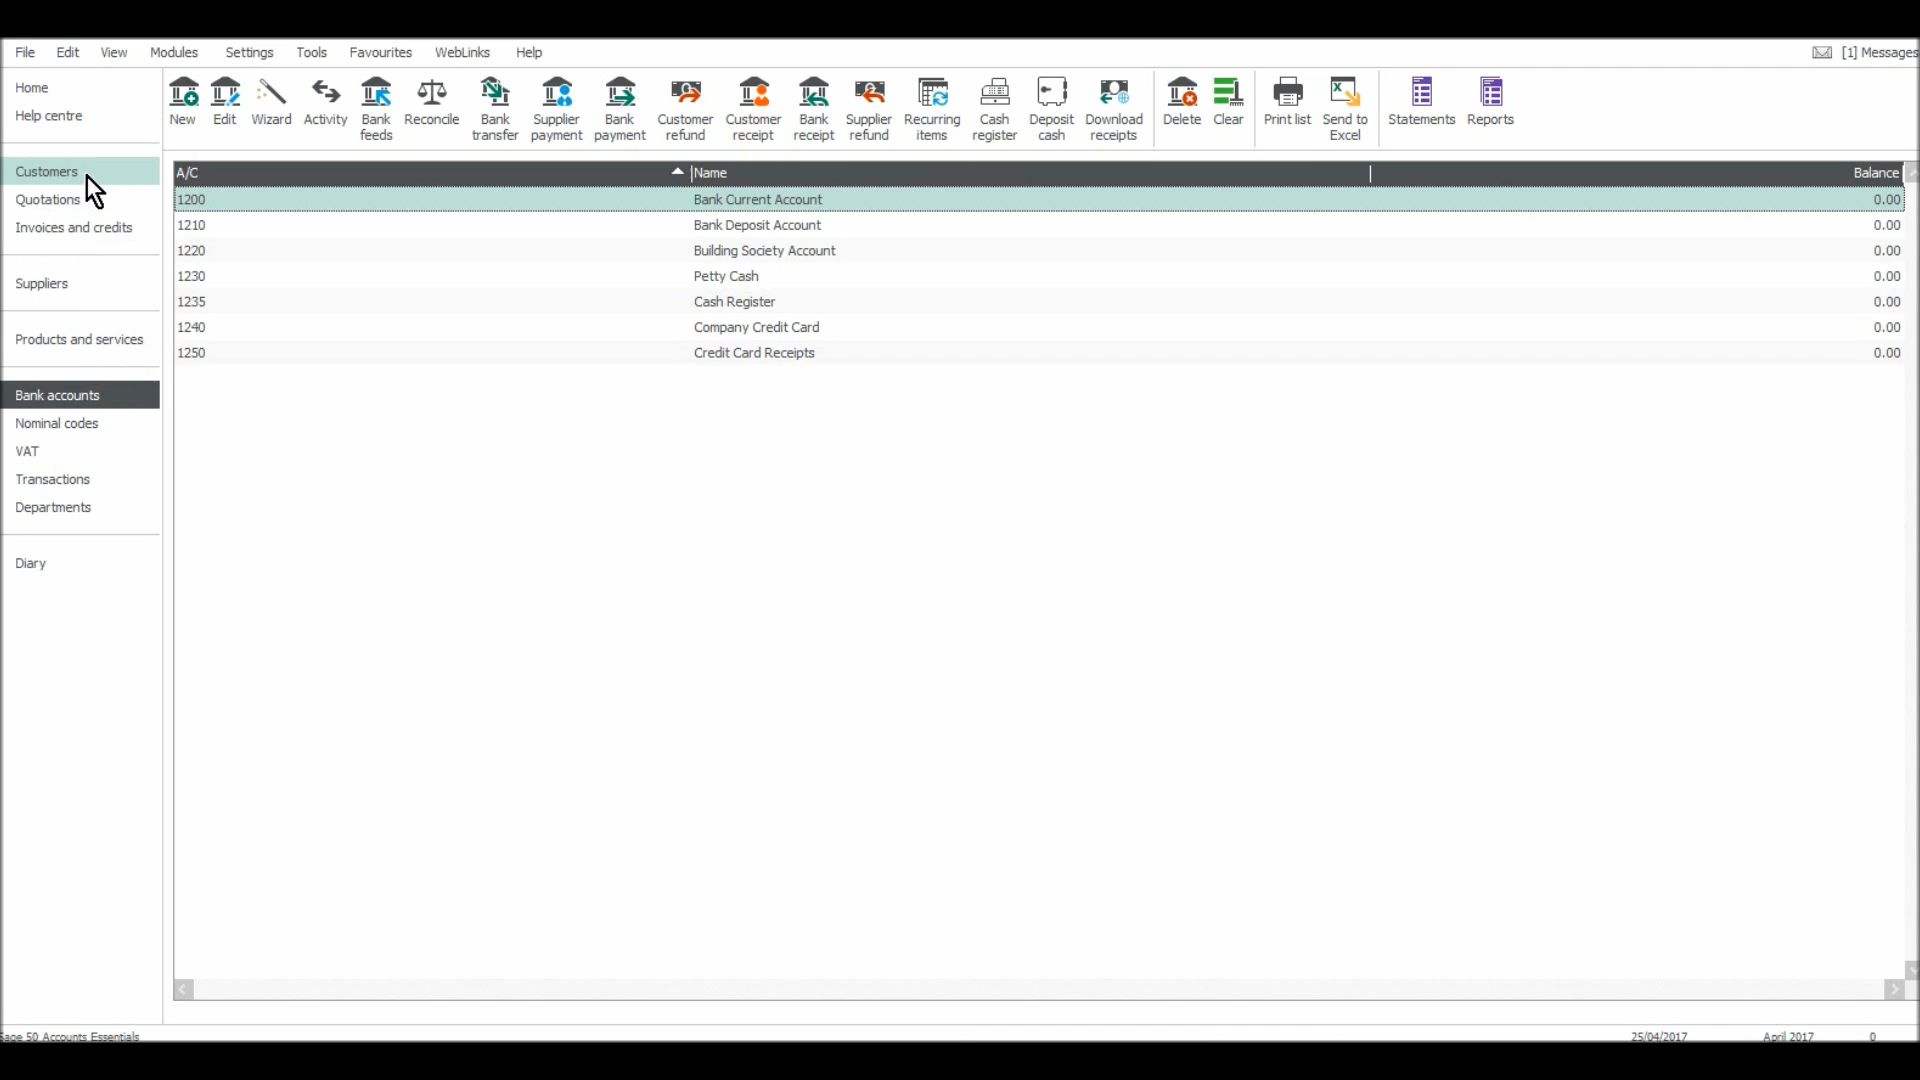 File Edit View Modules Settings Tools Favourites WebLinks Help [1] Messages
Home
Help centre
Customers
Quotations
Invoices and credits
Suppliers
Products and services
Bank accounts
Nominal codes
VAT
Transactions
Departments
Diary
New
Edit
Wizard
Activity
Bank
feeds
Reconcile
Bank
transfer
Supplier
payment
Bank
payment
Customer
refund
Customer
receipt
Bank
receipt
Supplier
refund
Recurring
items
Cash
register
Deposit
cash
Download
receipts
Delete
Clear
Print list
Send to
Excel
Statements
Reports
A/C Name Balance
1200 Bank Current Account 0.00
1210 Bank Deposit Account 0.00
1220 Building Society Account 0.00
1230 Petty Cash 0.00
1235 Cash Register 0.00
1240 Company Credit Card 0.00
1250 Credit Card Receipts 0.00
Sage 50 Accounts Essentials 25/04/2017 April 2017 0